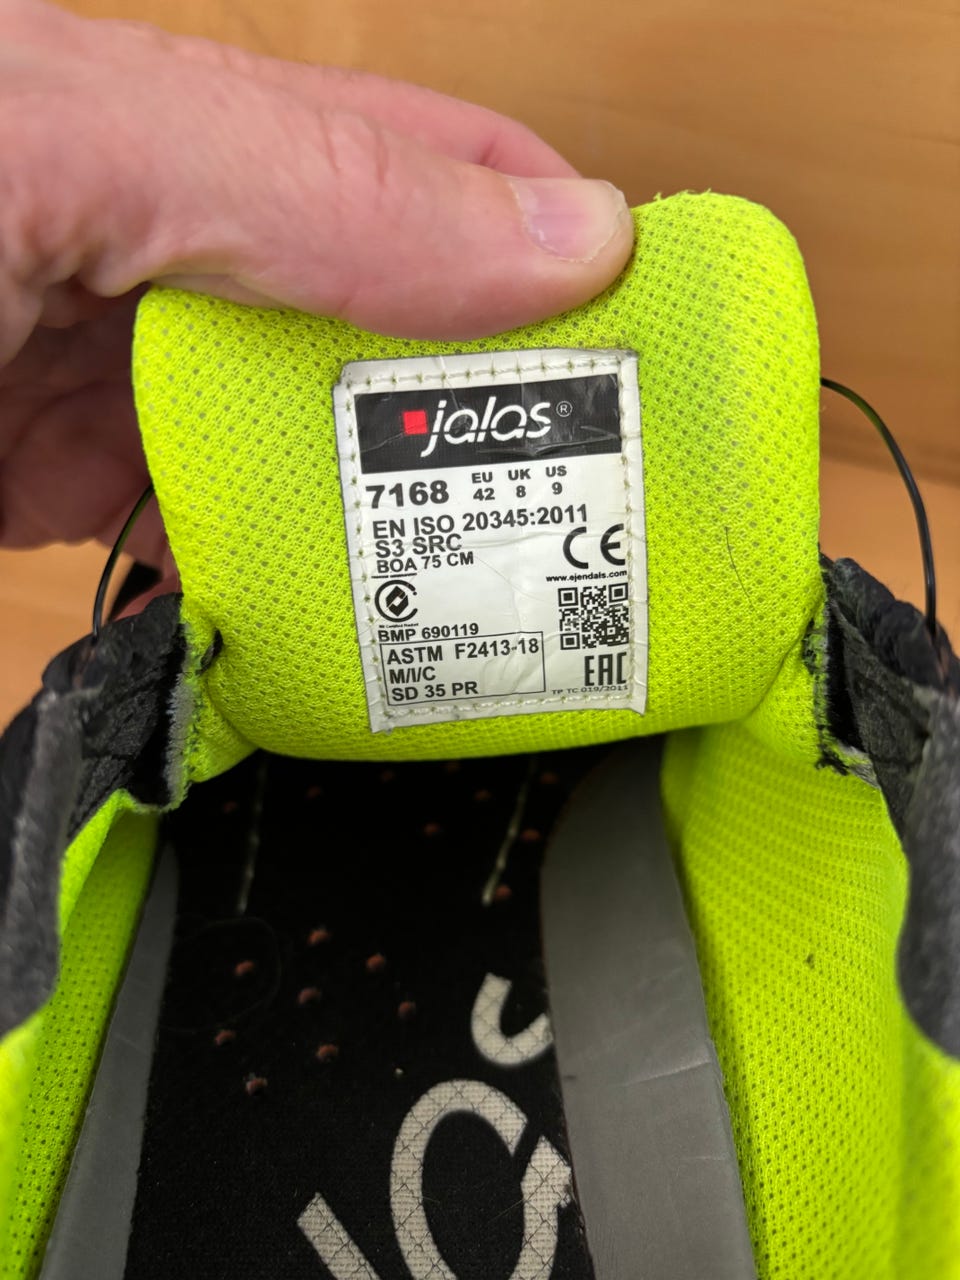 jalas®
7168
EU UK US
42 8 9
EN ISO 20345:2011
S3 SRC
BOA 75 CM
CE
www.ejendals.com
BMP 690119
ASTM F2413-18
M/I/C
SD 35 PR
EAC
TP TC 019/2011